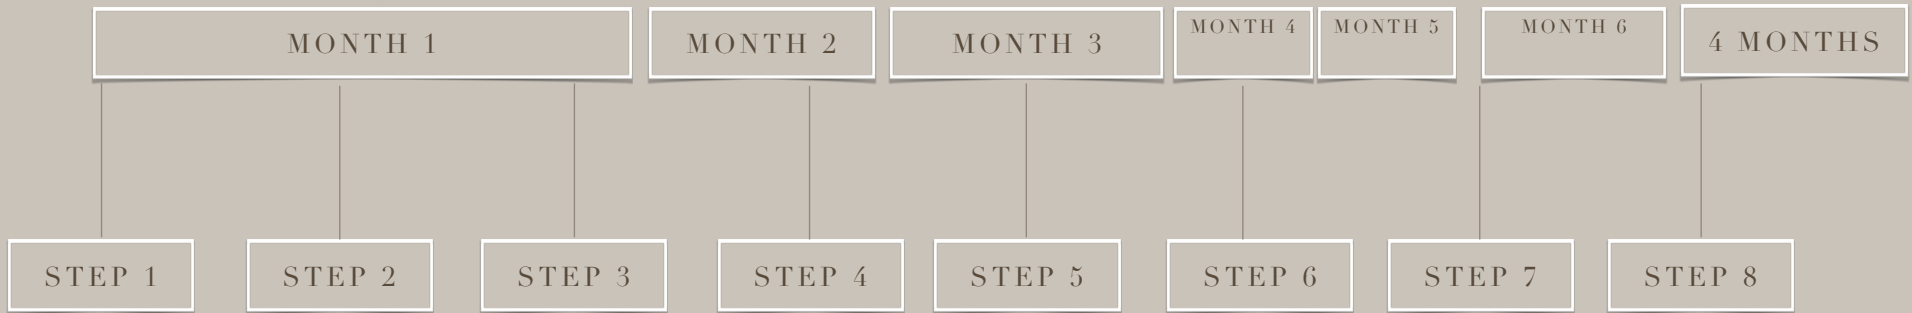 MONTH 1
MONTH 2
MONTH 3
MONTH 4
MONTH 5
MONTH 6
4 MONTHS
STEP 1
STEP 2
STEP 3
STEP 4
STEP 5
STEP 6
STEP 7
STEP 8